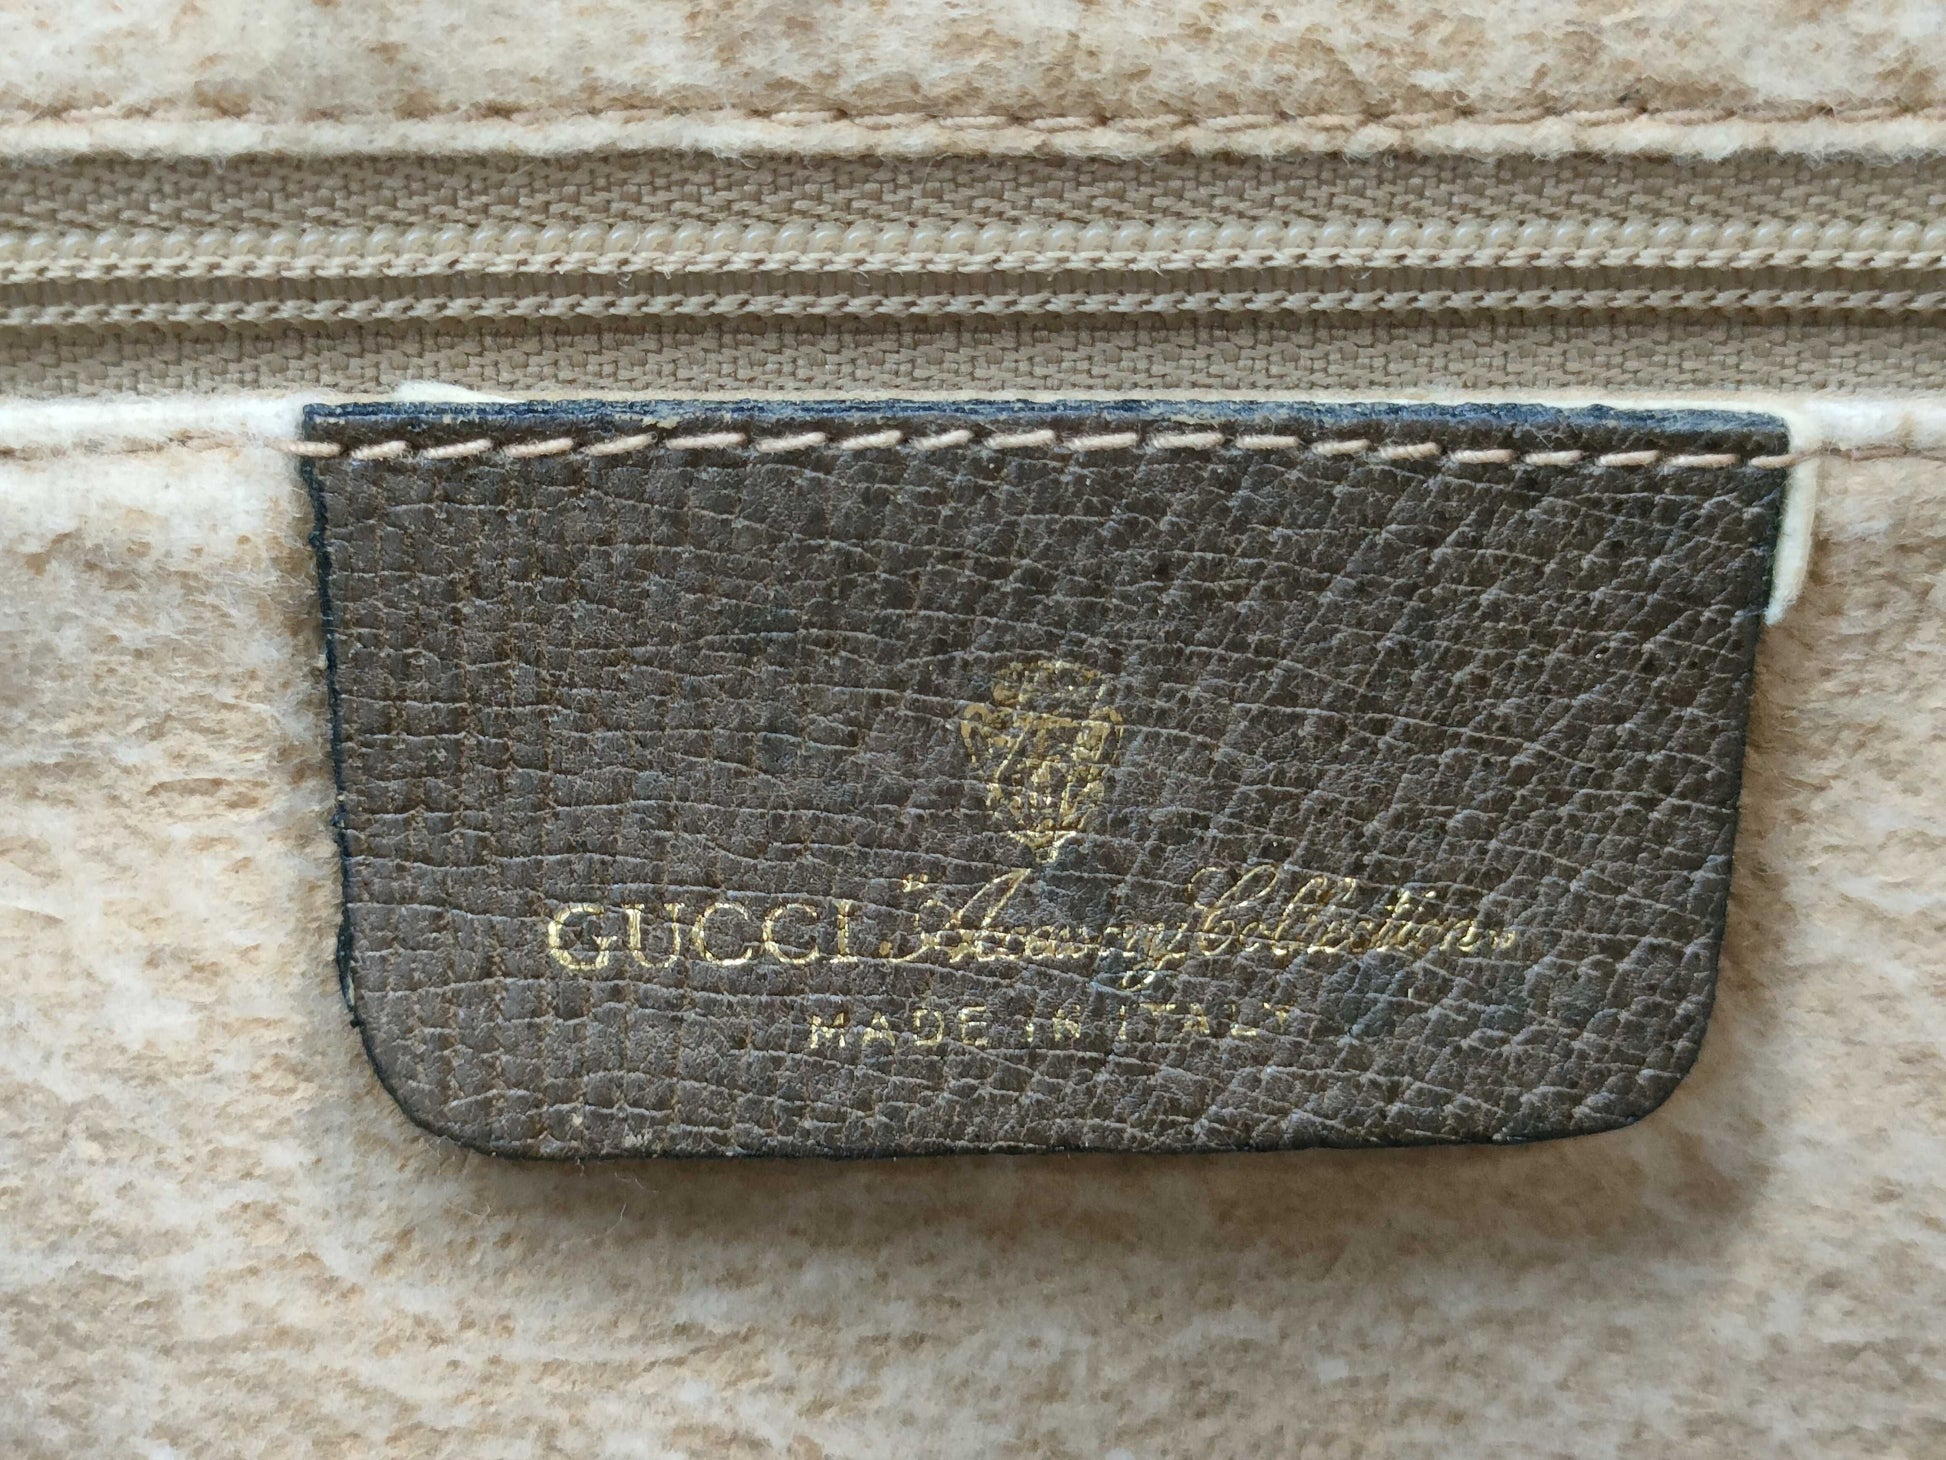 GUCCI "Accessory Collection"
MADE IN ITALY